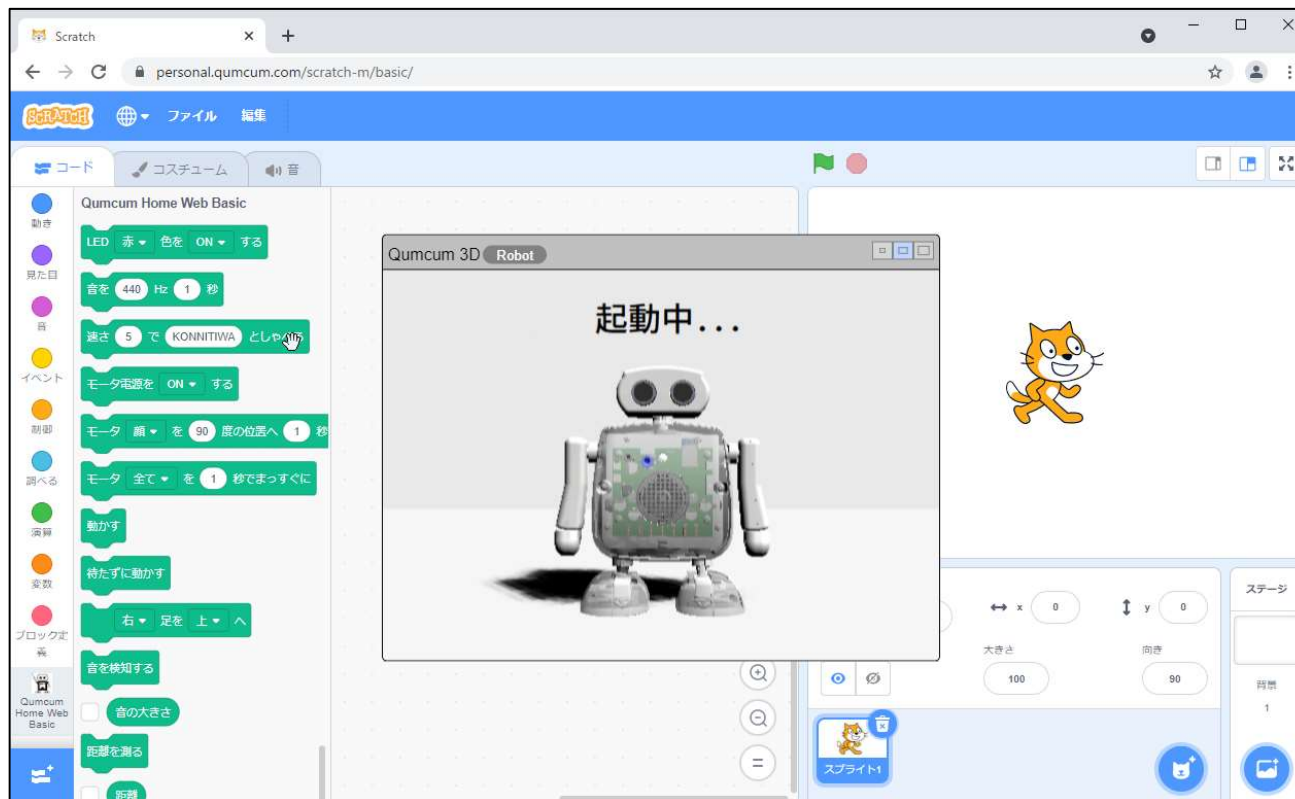 Scratch
personal.qumcum.com/scratch-m/basic/
SCRATCH ファイル 編集
コード コスチューム 音
動き
見た目
音
イベント
制御
調べる
演算
変数
ブロック定
義
Qumcum
Home Web
Basic
Qumcum Home Web Basic
LED 赤 色を ON する
音を 440 Hz 1 秒
速さ 5 で KONNITIWA としゃべる
モータ電源を ON する
モータ 顔 を 90 度の位置へ 1 秒
モータ 全て を 1 秒でまっすぐに
動かす
待たずに動かす
右 足を 上 へ
音を検知する
音の大きさ
距離を測る
距離
Qumcum 3D Robot
起動中...
x 0 y 0
大きさ 向き
100 90
スプライト1
ステージ
背景
1